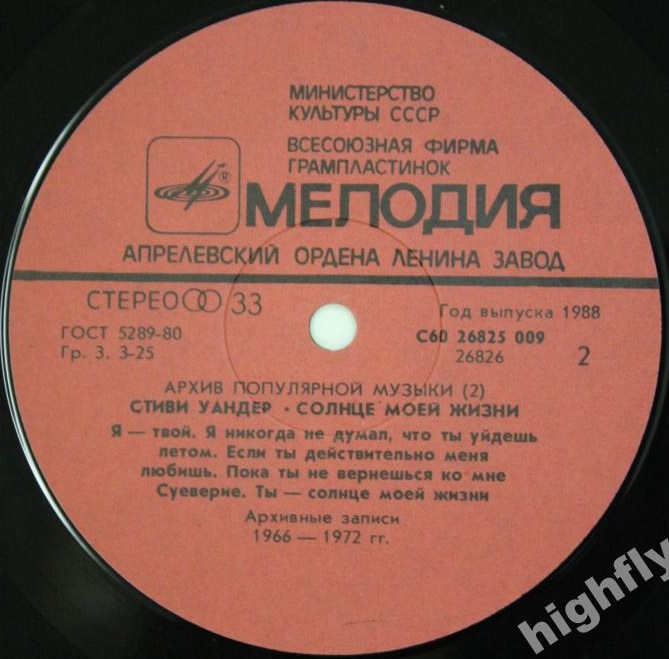 МИНИСТЕРСТВО
КУЛЬТУРЫ СССР
ВСЕСОЮЗНАЯ ФИРМА
ГРАМПЛАСТИНОК
®
МЕЛОДИЯ
АПРЕЛЕВСКИЙ ОРДЕНА ЛЕНИНА ЗАВОД
СТЕРЕО 33
Год выпуска 1988
ГОСТ 5289-80
С60 26825 009
Гр. 3. 3-25
26826 2
АРХИВ ПОПУЛЯРНОЙ МУЗЫКИ (2)
СТИВИ УАНДЕР · СОЛНЦЕ МОЕЙ ЖИЗНИ
Я — твой. Я никогда не думал, что ты уйдешь
летом. Если ты действительно меня
любишь. Пока ты не вернешься ко мне
Суеверие. Ты — солнце моей жизни
Архивные записи
1966 — 1972 гг.
highfly